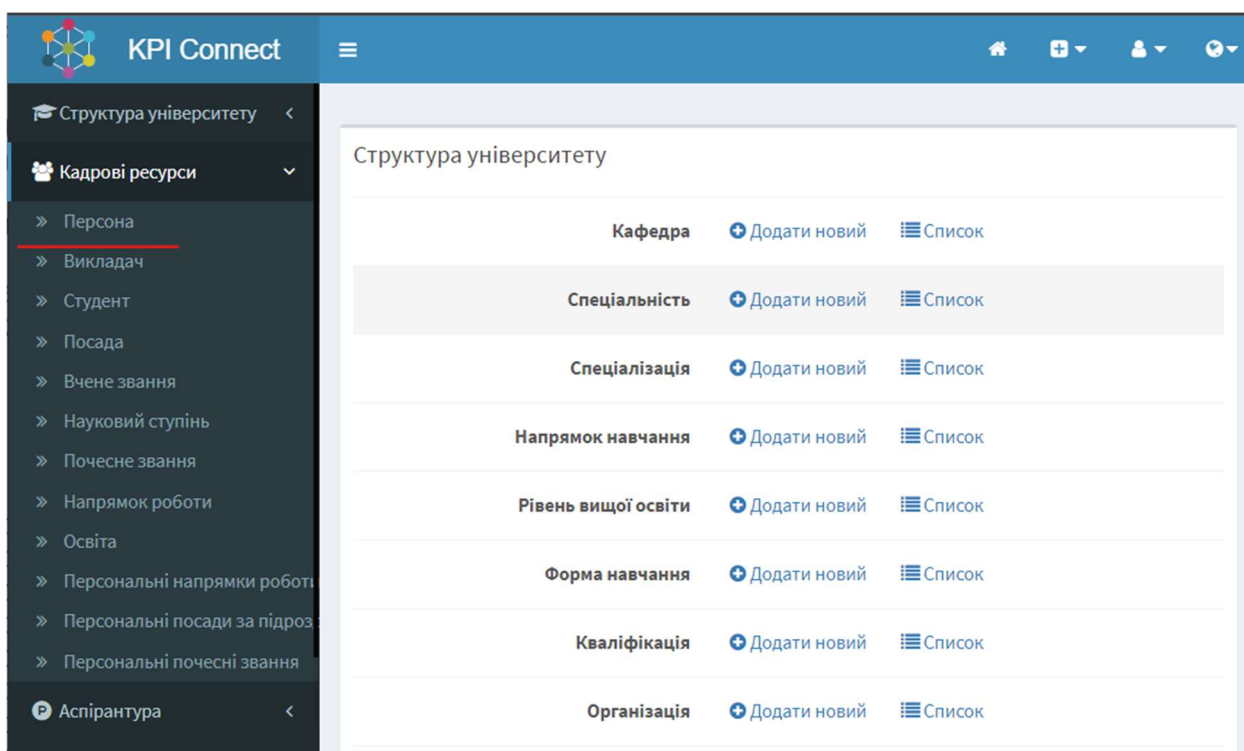 KPI Connect
Структура університету
Кадрові ресурси
Персона
Викладач
Студент
Посада
Вчене звання
Науковий ступінь
Почесне звання
Напрямок роботи
Освіта
Персональні напрямки роботи
Персональні посади за підроз
Персональні почесні звання
Аспірантура
Структура університету
Кафедра Додати новий Список
Спеціальність Додати новий Список
Спеціалізація Додати новий Список
Напрямок навчання Додати новий Список
Рівень вищої освіти Додати новий Список
Форма навчання Додати новий Список
Кваліфікація Додати новий Список
Організація Додати новий Список